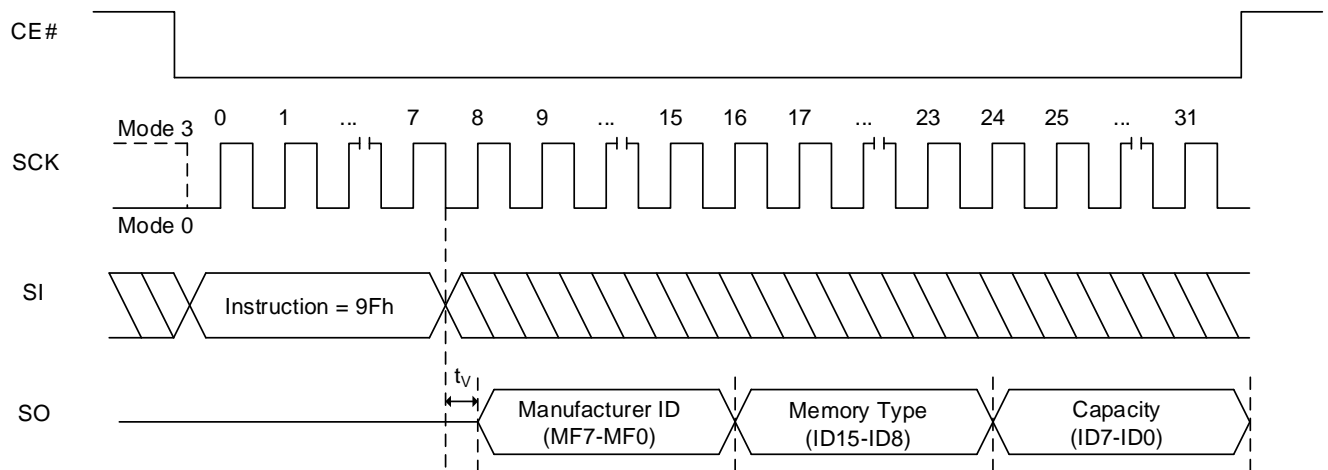 CE#
0 1 ... 7 8 9 ... 15 16 17 ... 23 24 25 ... 31
Mode 3
SCK
Mode 0
SI
Instruction = 9Fh
tV
SO
Manufacturer ID
(MF7-MF0)
Memory Type
(ID15-ID8)
Capacity
(ID7-ID0)